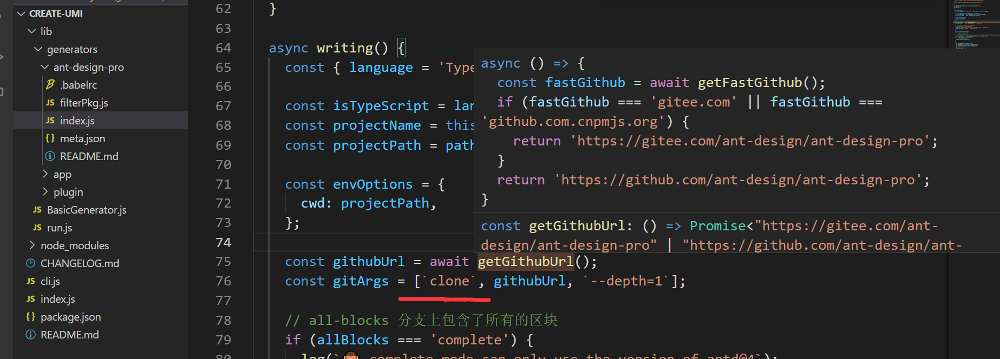 CREATE-UMI
lib
generators
ant-design-pro
.babelrc
JS filterPkg.js
JS index.js
{} meta.json
README.md
app
plugin
JS BasicGenerator.js
JS run.js
node_modules
CHANGELOG.md
JS cli.js
JS index.js
{} package.json
README.md
62 }
63
64 async writing() {
65 const { language = 'Type
66
67 const isTypeScript = lan
68 const projectName = this
69 const projectPath = path
70
71 const envOptions = {
72 cwd: projectPath,
73 };
74
75 const githubUrl = await getGithubUrl();
76 const gitArgs = [`clone`, githubUrl, `--depth=1`];
77
78 // all-blocks 分支上包含了所有的区块
79 if (allBlocks === 'complete') {
80 log(` complete mode can only use the version of antd@4`);
async () => {
const fastGithub = await getFastGithub();
if (fastGithub === 'gitee.com' || fastGithub ===
'github.com.cnpmjs.org') {
return 'https://gitee.com/ant-design/ant-design-pro';
}
return 'https://github.com/ant-design/ant-design-pro';
}
const getGithubUrl: () => Promise<"https://gitee.com/ant-
design/ant-design-pro" | "https://github.com/ant-design/ant-